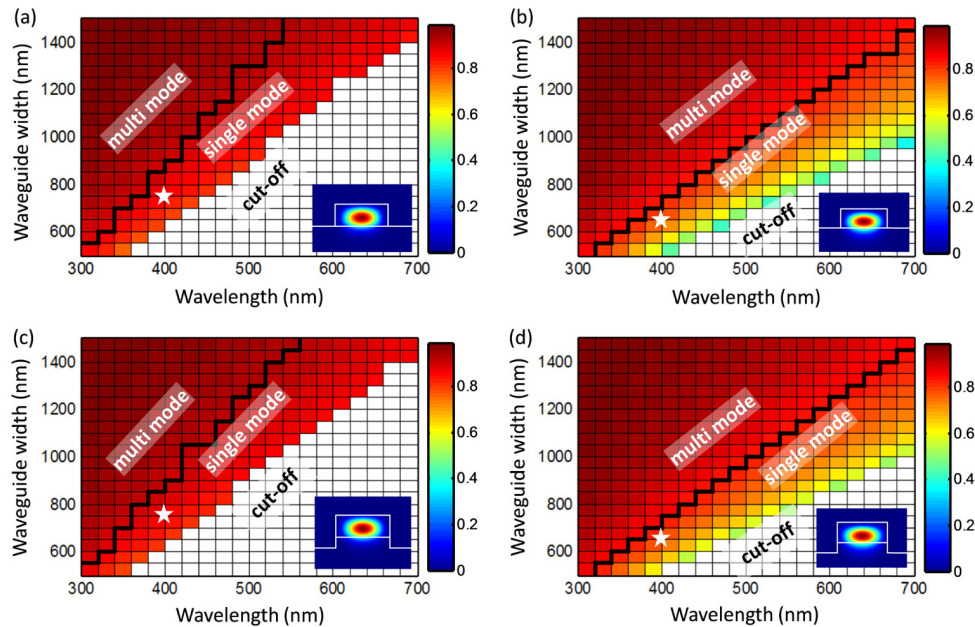 (a)
Waveguide width (nm)
1400
1200
1000
800
600
300 400 500 600 700
Wavelength (nm)
multi mode
single mode
cut-off
0.8
0.6
0.4
0.2
0
(b)
Waveguide width (nm)
1400
1200
1000
800
600
300 400 500 600 700
Wavelength (nm)
multi mode
single mode
cut-off
0.8
0.6
0.4
0.2
0
(c)
Waveguide width (nm)
1400
1200
1000
800
600
300 400 500 600 700
Wavelength (nm)
multi mode
single mode
cut-off
0.8
0.6
0.4
0.2
0
(d)
Waveguide width (nm)
1400
1200
1000
800
600
300 400 500 600 700
Wavelength (nm)
multi mode
single mode
cut-off
0.8
0.6
0.4
0.2
0